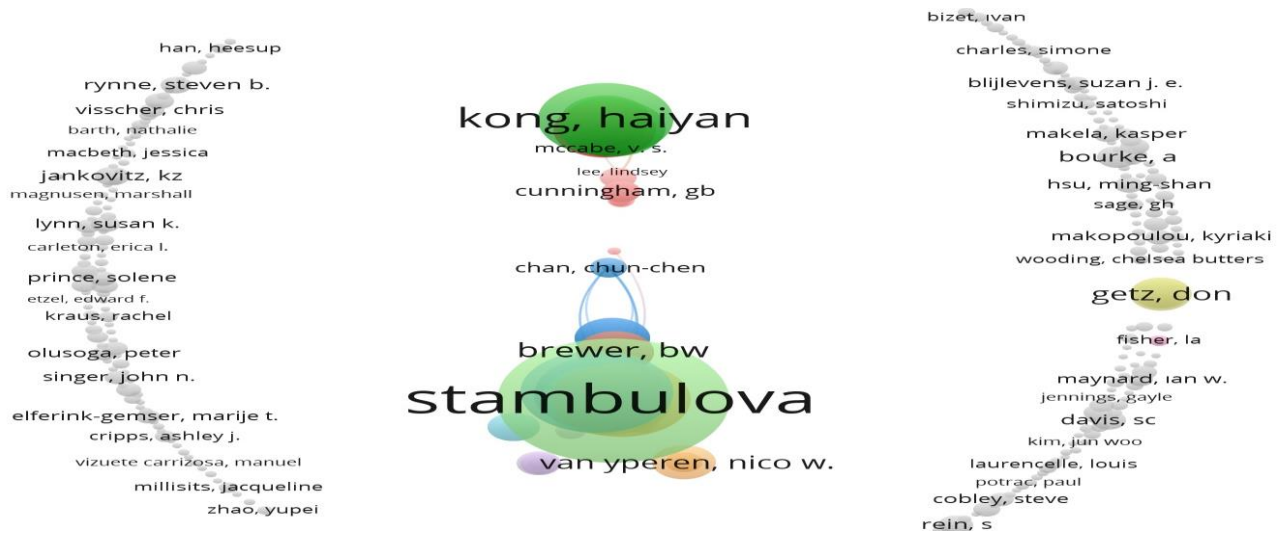 han, heesup
rynne, steven b.
visscher, chris
barth, nathalie
macbeth, jessica
jankovitz, kz
magnusen, marshall
lynn, susan k.
carleton, erica l.
prince, solene
etzel, edward f.
kraus, rachel
olusoga, peter
singer, john n.
elferink-gemser, marije t.
cripps, ashley j.
vizuete carrizosa, manuel
millisits, jacqueline
zhao, yupei
kong, haiyan
mccabe, v. s.
lee, lindsey
cunningham, gb
chan, chun-chen
brewer, bw
stambulova
van yperen, nico w.
bizet, ıvan
charles, simone
blijlevens, suzan j. e.
shimizu, satoshi
makela, kasper
bourke, a
hsu, ming-shan
sage, gh
makopoulou, kyriaki
wooding, chelsea butters
getz, don
fisher, la
maynard, ıan w.
jennings, gayle
davis, sc
kim, jun woo
laurencelle, louis
potrac, paul
cobley, steve
rein, s